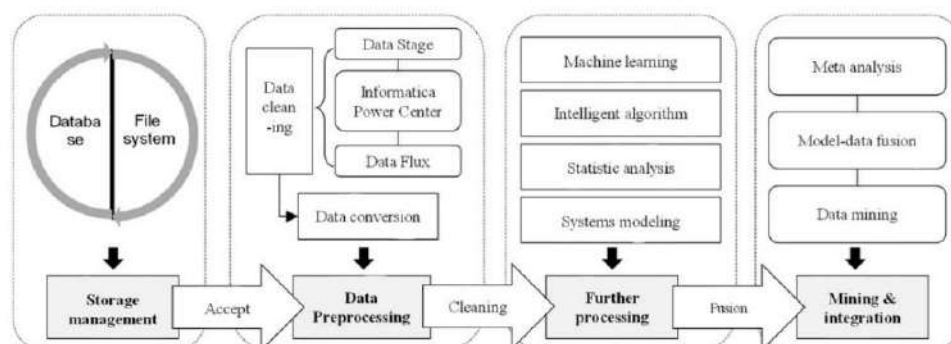 Databa
se
File
system
Storage
management
Accept
Data
clean
-ing
Data Stage
Informatica
Power Center
Data Flux
Data conversion
Data
Preprocessing
Cleaning
Machine learning
Intelligent algorithm
Statistic analysis
Systems modeling
Further
processing
Fusion
Meta analysis
Model-data fusion
Data mining
Mining &
integration